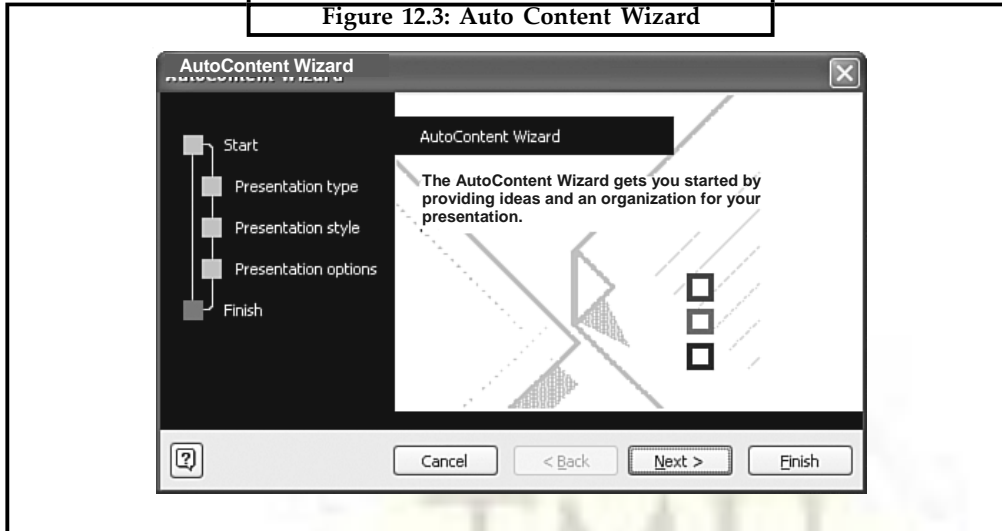 Figure 12.3: Auto Content Wizard
AutoContent Wizard
Start
Presentation type
Presentation style
Presentation options
Finish
AutoContent Wizard
The AutoContent Wizard gets you started by
providing ideas and an organization for your
presentation.
Cancel
< Back
Next >
Finish